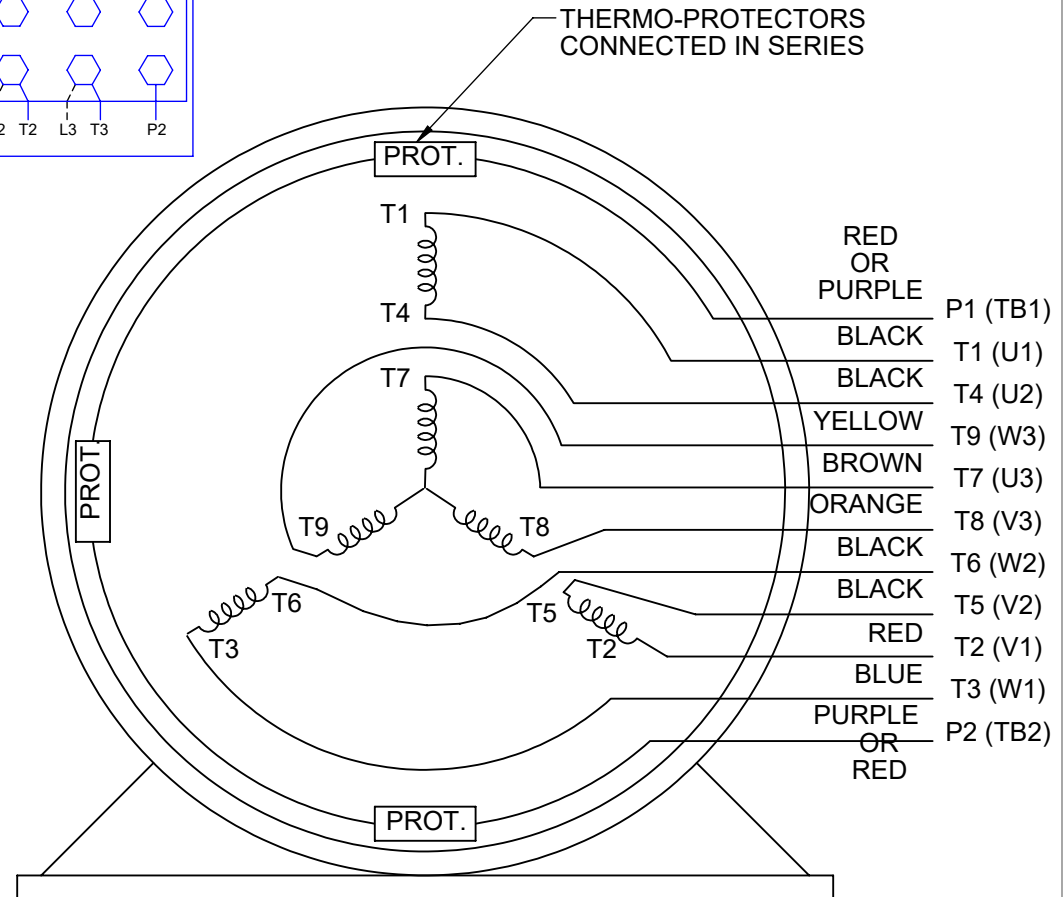 THERMO-PROTECTORS
CONNECTED IN SERIES
2 T2 L3 T3 P2
PROT.
T1
T4
T7
T9
T8
T6
T5
T3
T2
PROT.
PROT.
RED
OR
PURPLE
P1 (TB1)
BLACK
T1 (U1)
BLACK
T4 (U2)
YELLOW
T9 (W3)
BROWN
T7 (U3)
ORANGE
T8 (V3)
BLACK
T6 (W2)
BLACK
T5 (V2)
RED
T2 (V1)
BLUE
T3 (W1)
PURPLE
OR
RED
P2 (TB2)